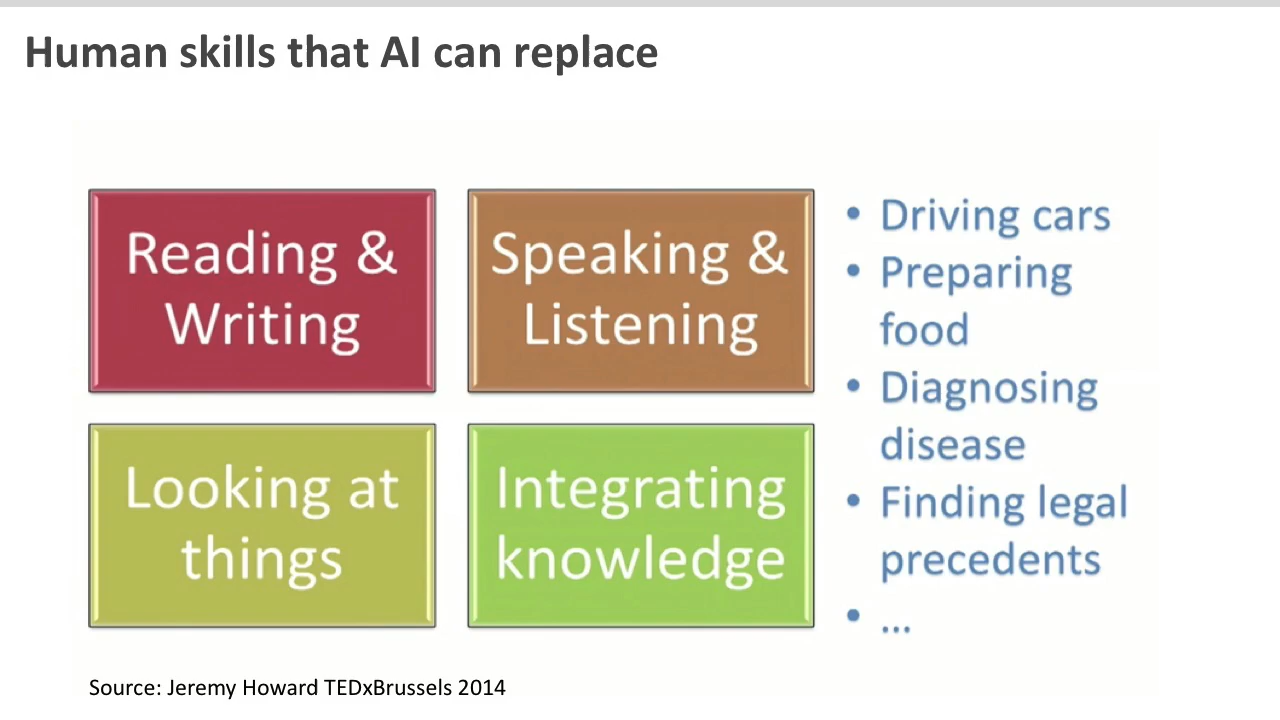 Human skills that AI can replace
Reading &
Writing
Speaking &
Listening
Looking at
things
Integrating
knowledge
• Driving cars
• Preparing
food
• Diagnosing
disease
• Finding legal
precedents
• ...
Source: Jeremy Howard TEDxBrussels 2014